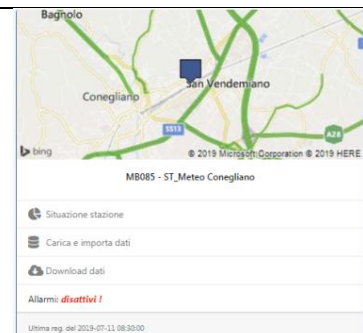 Bagnolo
San Vendemiano
Conegliano
SS13
A28
bing
© 2019 Microsoft Corporation © 2019 HERE
MB085 - ST_Meteo Conegliano
Situazione stazione
Carica e importa dati
Download dati
Allarmi: disattivi !
Ultima reg. del 2019-07-11 08:30:00